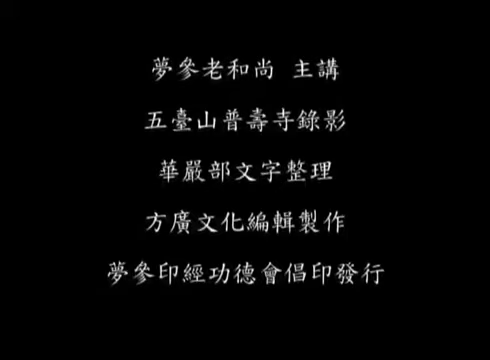 夢參老和尚 主講
五臺山普壽寺錄影
華嚴部文字整理
方廣文化編輯製作
夢參印經功德會倡印發行